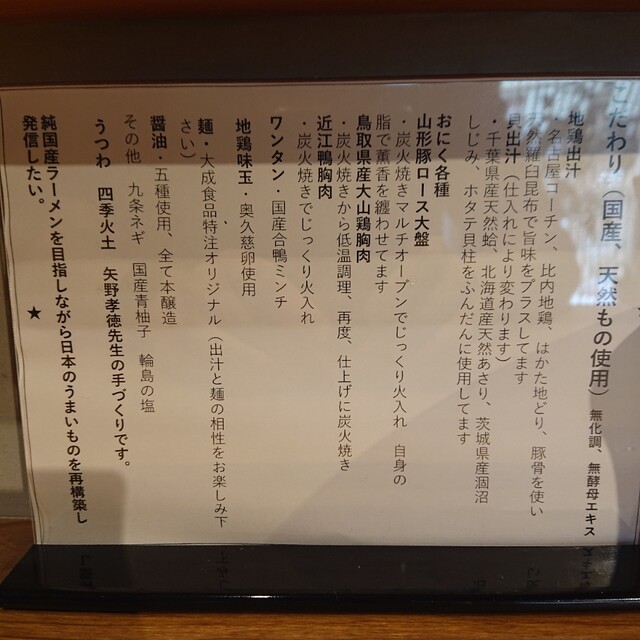 こだわり（国産、天然もの使用）無化調、無酵母エキス
地鶏出汁
・名古屋コーチン、比内地鶏、はかた地どり、豚骨を使い
天然羅臼昆布で旨味をプラスしてます
貝出汁（仕入れにより変わります）
・千葉県産天然蛤、北海道産天然あさり、茨城県産涸沼
しじみ、ホタテ貝柱をふんだんに使用してます
おにく各種
山形豚ロース大盤
・炭火焼きマルチオーブンでじっくり火入れ　自身の
脂で薫香を纏わせてます
鳥取県産大山鶏胸肉
・炭火焼きから低温調理、再度、仕上げに炭火焼き
近江鴨胸肉
・炭火焼きでじっくり火入れ
ワンタン・国産合鴨ミンチ
地鶏味玉・奥久慈卵使用
麺・大成食品特注オリジナル（出汁と麺の相性をお楽しみ下
さい）
醤油・五種使用、全て本醸造
その他　九条ネギ　国産青柚子　輪島の塩
うつわ　四季火土　矢野孝徳先生の手づくりです。
純国産ラーメンを目指しながら日本のうまいものを再構築し
発信したい。
★